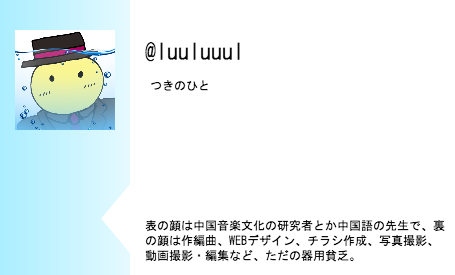 @luuluuul
つきのひと
表の顔は中国音楽文化の研究者とか中国語の先生で、裏
の顔は作編曲、WEBデザイン、チラシ作成、写真撮影、
動画撮影・編集など、ただの器用貧乏。